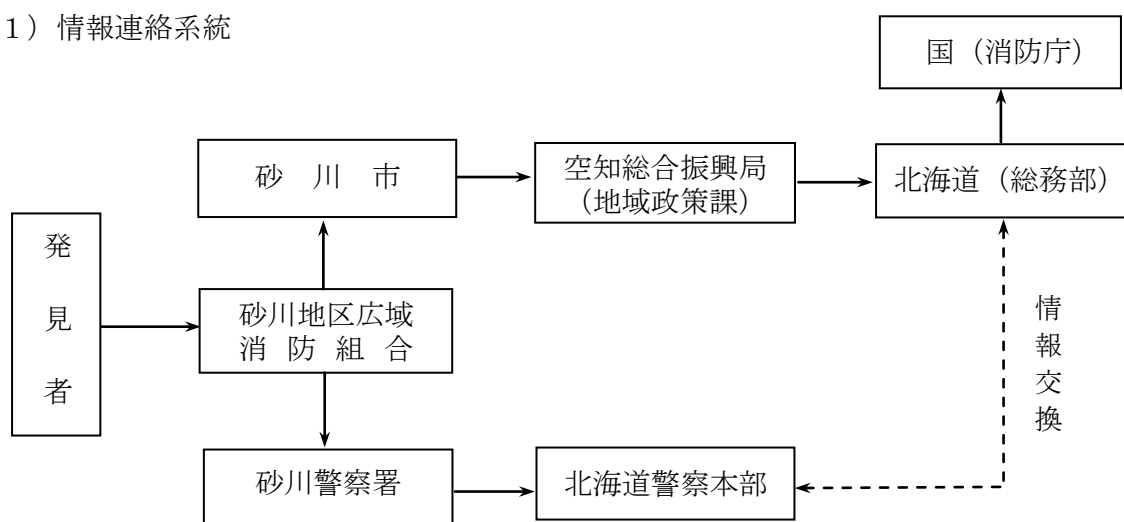 １）情報連絡系統
国（消防庁）
砂　川　市
空知総合振興局
（地域政策課）
北海道（総務部）
発見者
砂川地区広域
消　防　組　合
情報交換
砂川警察署
北海道警察本部